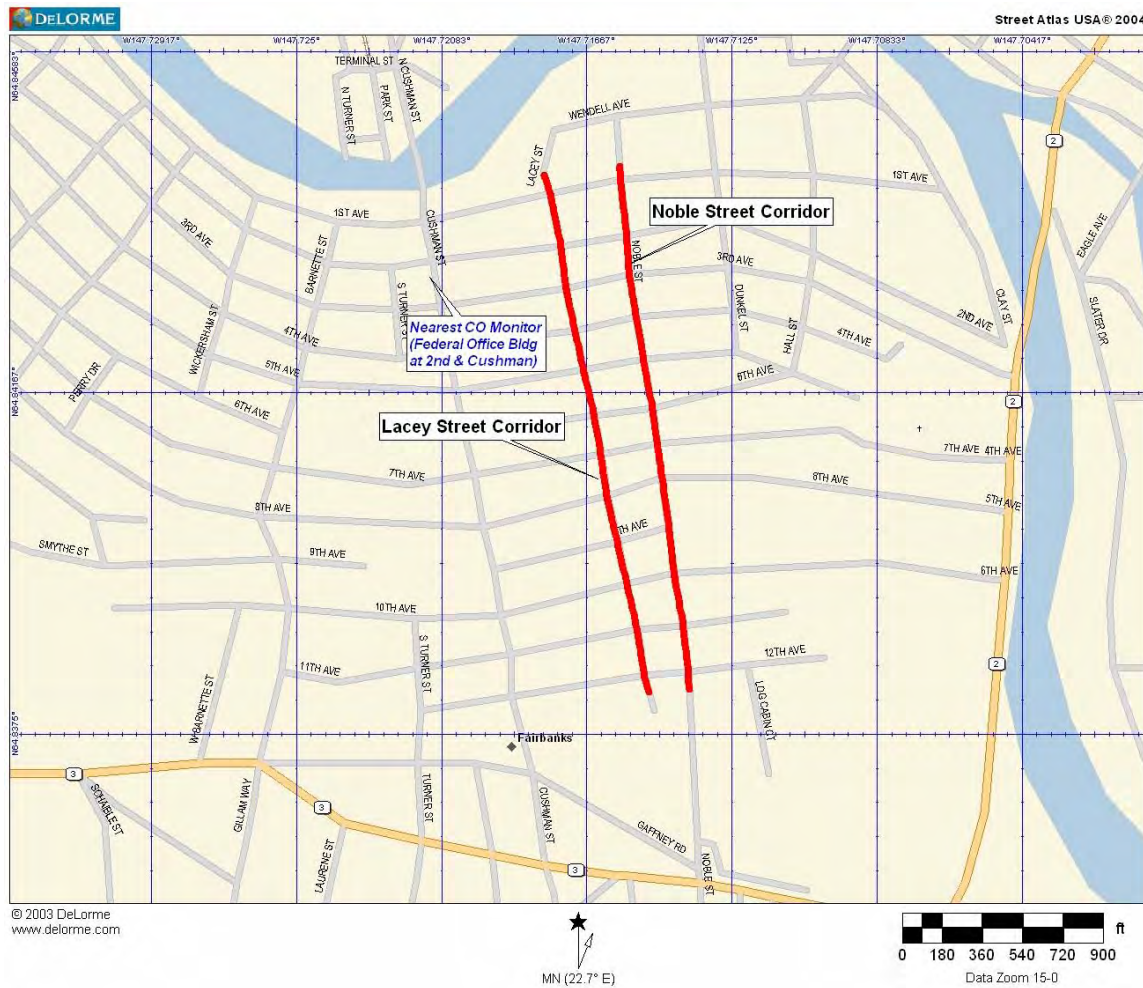 DELORME
Street Atlas USA® 2004
W147.72917°
W147.725°
W147.72083°
W147.71667°
W147.7125°
W147.70833°
W147.70417°
N64.84583°
TERMINAL ST
N CUSHMAN ST
PARK ST
N TURNER ST
WENDELL AVE
LACEY ST
2
1ST AVE
1ST AVE
3RD AVE
CUSHMAN ST
Noble Street Corridor
EAGLE AVE
BARNETTE ST
NOBLE ST
3RD AVE
S TURNER ST
DUNKEL ST
CLAY ST
SLATER DR
WICKERSHAM ST
4TH AVE
Nearest CO Monitor
(Federal Office Bldg
at 2nd & Cushman)
HALL ST
4TH AVE
2ND AVE
5TH AVE
6TH AVE
PERRY DR
N64.84167°
6TH AVE
2
Lacey Street Corridor
7TH AVE
7TH AVE
4TH AVE
8TH AVE
8TH AVE
5TH AVE
TH AVE
SMYTHE ST
9TH AVE
6TH AVE
10TH AVE
S TURNER ST
11TH AVE
12TH AVE
2
W BARNETTE ST
LOG CABIN CT
N64.8375°
Fairbanks
3
SCHAIBLE ST
GILLAM WAY
3
TURNER ST
CUSHMAN ST
GAFFNEY RD
LAURENE ST
3
NOBLE ST
© 2003 DeLorme
www.delorme.com
MN (22.7° E)
ft
0 180 360 540 720 900
Data Zoom 15-0